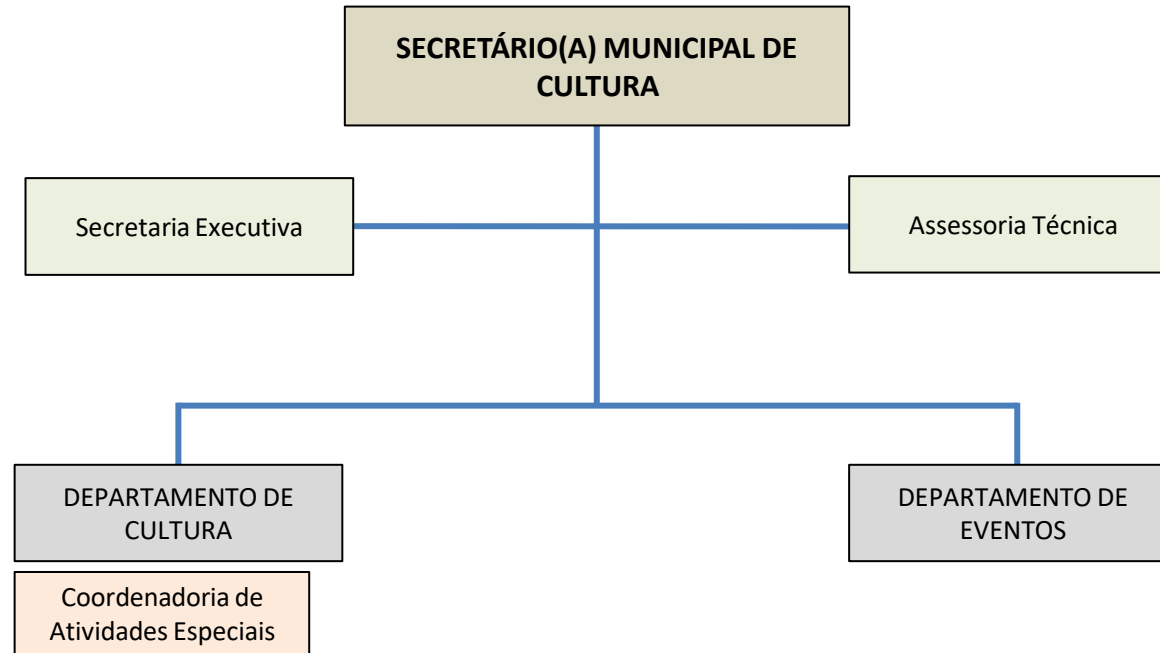 SECRETÁRIO(A) MUNICIPAL DE
CULTURA
Secretaria Executiva
Assessoria Técnica
DEPARTAMENTO DE
CULTURA
DEPARTAMENTO DE
EVENTOS
Coordenadoria de
Atividades Especiais